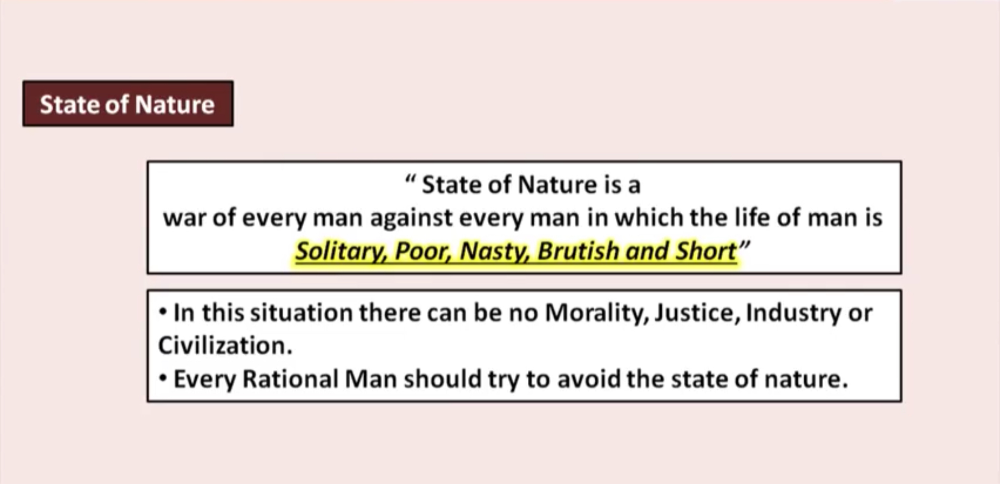 State of Nature
“ State of Nature is a
war of every man against every man in which the life of man is
Solitary, Poor, Nasty, Brutish and Short”
• In this situation there can be no Morality, Justice, Industry or
Civilization.
• Every Rational Man should try to avoid the state of nature.